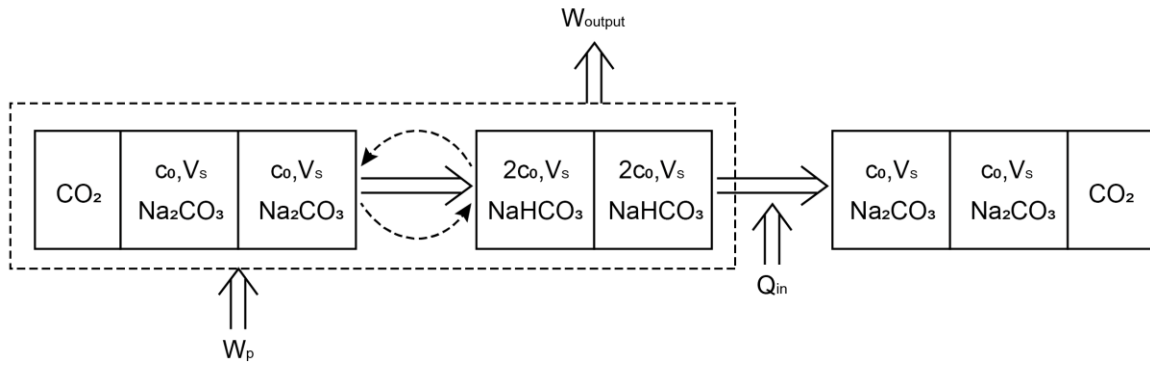 Woutput
CO₂
c₀,Vₛ
Na₂CO₃
c₀,Vₛ
Na₂CO₃
2c₀,Vₛ
NaHCO₃
2c₀,Vₛ
NaHCO₃
c₀,Vₛ
Na₂CO₃
c₀,Vₛ
Na₂CO₃
CO₂
Qin
Wp